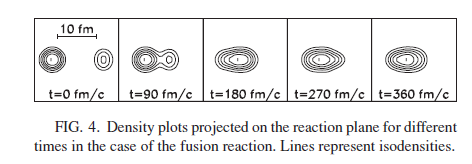 10 fm
t=0 fm/c t=90 fm/c t=180 fm/c t=270 fm/c t=360 fm/c
FIG. 4. Density plots projected on the reaction plane for different
times in the case of the fusion reaction. Lines represent isodensities.